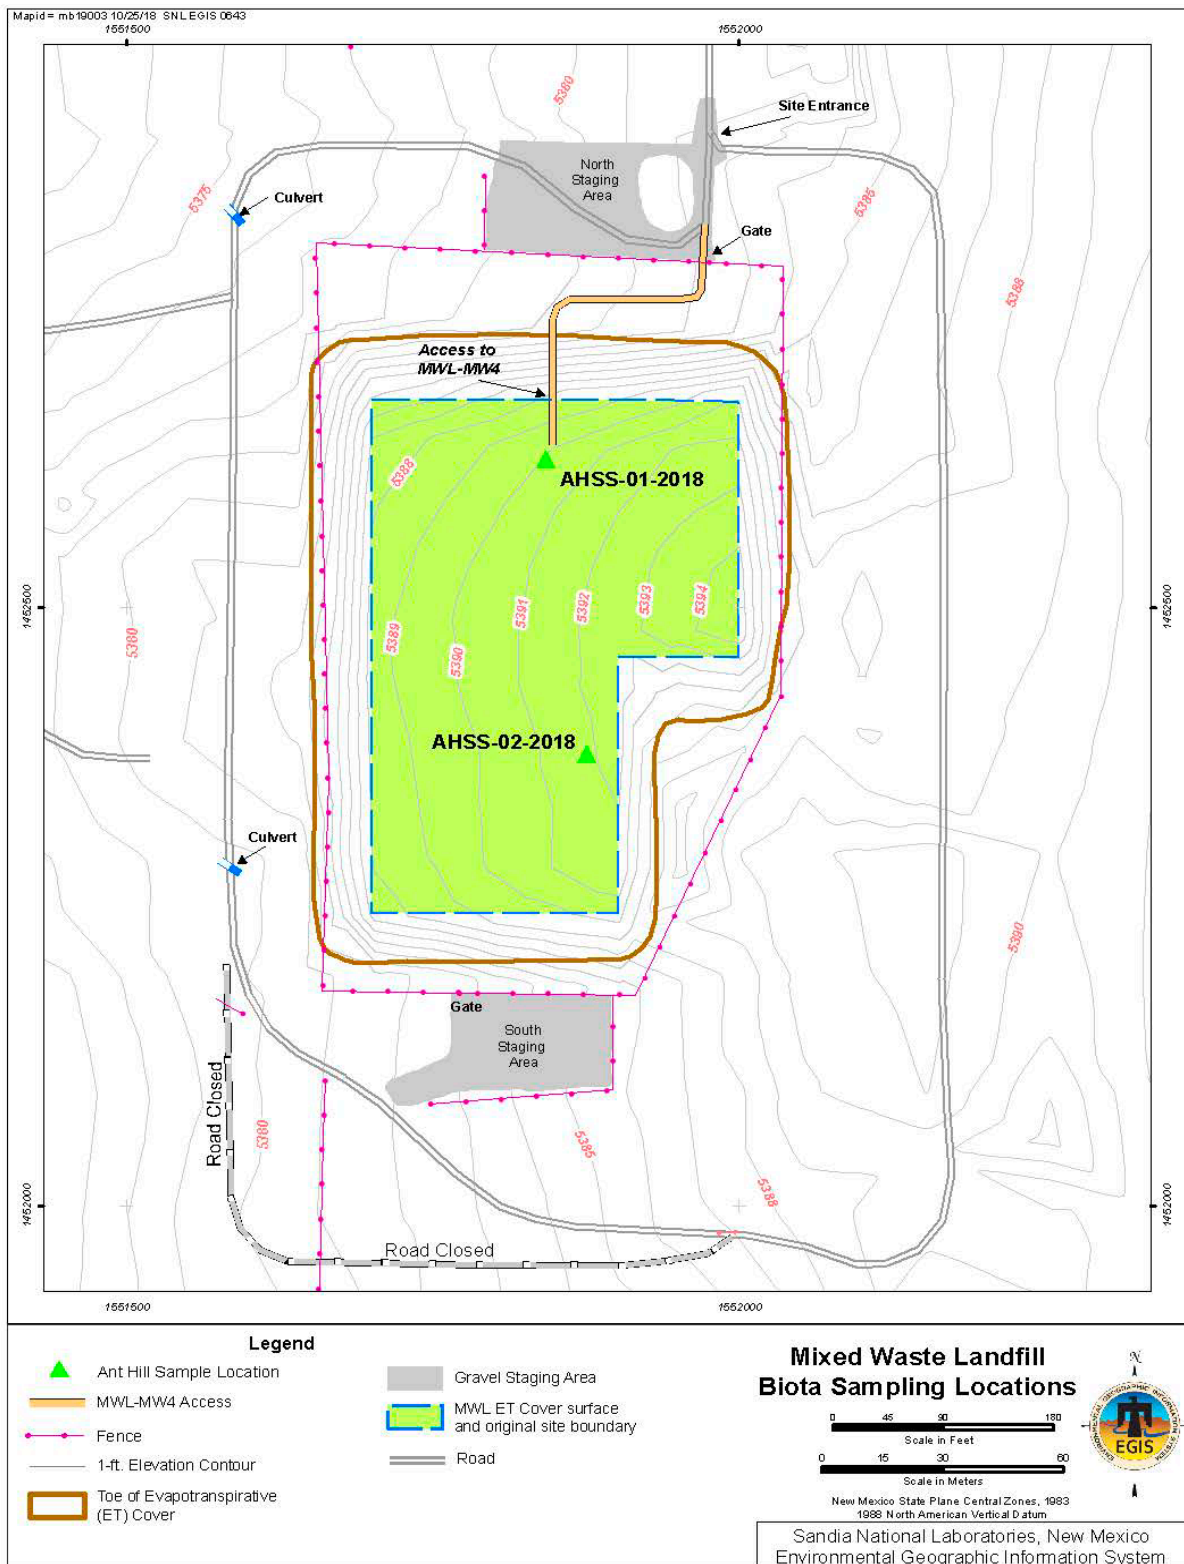 Mapid = mb19003 10/25/18 SNL EGIS 0643
1551500
1552000
5380
Site Entrance
North
Staging
Area
5375
Culvert
5385
Gate
5388
Access to
MWL-MW4
5388
AHSS-01-2018
1452500
1452500
5380
5389
5390
5391
5392
5393
5394
AHSS-02-2018
Culvert
5390
Gate
South
Staging
Area
Road Closed
5380
5385
5388
1452000
1452000
Road Closed
1551500
1552000
Legend
Ant Hill Sample Location
MWL-MW4 Access
Fence
1-ft. Elevation Contour
Toe of Evapotranspirative
(ET) Cover
Gravel Staging Area
MWL ET Cover surface
and original site boundary
Road
Mixed Waste Landfill
Biota Sampling Locations
0 45 90 180
Scale in Feet
0 15 30 60
Scale in Meters
New Mexico State Plane Central Zones, 1983
1988 North American Vertical Datum
N
ENVIRONMENTAL GEOGRAPHIC INFORMATION SYSTEM
EGIS
Sandia National Laboratories, New Mexico
Environmental Geographic Information System